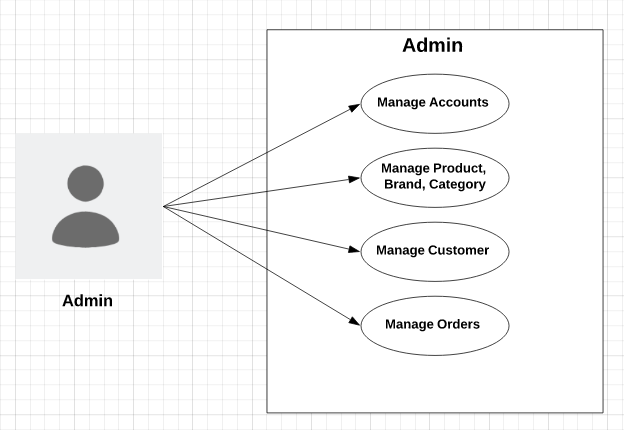 Admin
Manage Accounts
Manage Product,
Brand, Category
Manage Customer
Manage Orders
Admin